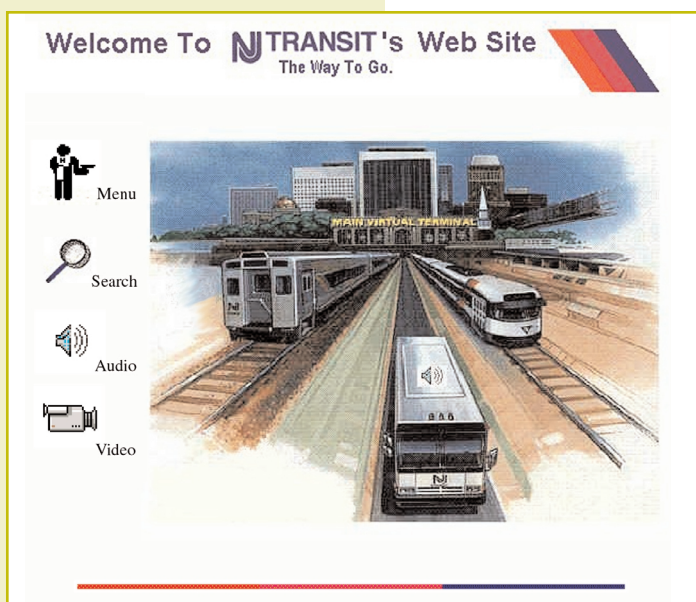 Welcome To NJ TRANSIT's Web Site
The Way To Go.
Menu
MAIN VIRTUAL TERMINAL
Search
Audio
Video